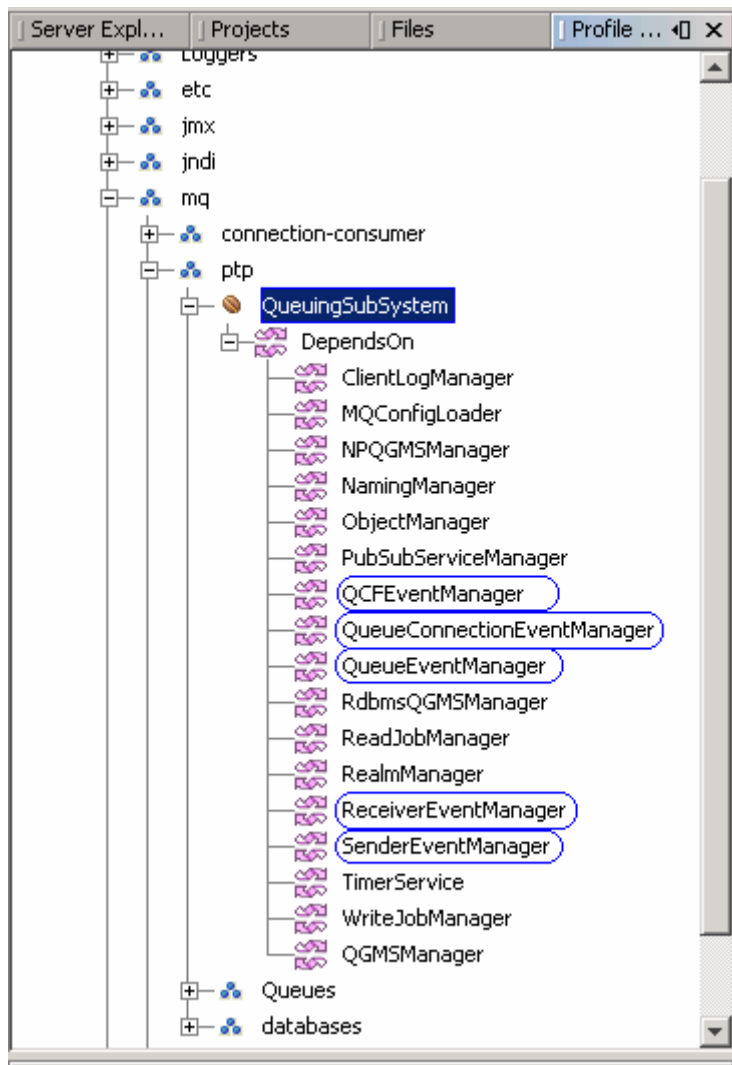 Server Expl... Projects Files Profile ...
Loggers
etc
jmx
jndi
mq
connection-consumer
ptp
QueuingSubSystem
DependsOn
ClientLogManager
MQConfigLoader
NPQGMSManager
NamingManager
ObjectManager
PubSubServiceManager
QCFEventManager
QueueConnectionEventManager
QueueEventManager
RdbmsQGMSManager
ReadJobManager
RealmManager
ReceiverEventManager
SenderEventManager
TimerService
WriteJobManager
QGMSManager
Queues
databases